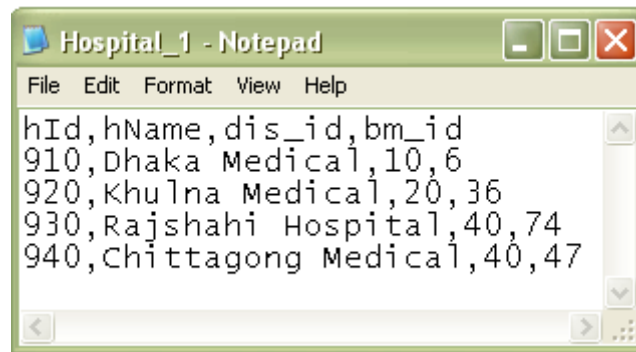 Hospital_1 - Notepad
File Edit Format View Help
hId,hName,dis_id,bm_id
910,Dhaka Medical,10,6
920,Khulna Medical,20,36
930,Rajshahi Hospital,40,74
940,Chittagong Medical,40,47